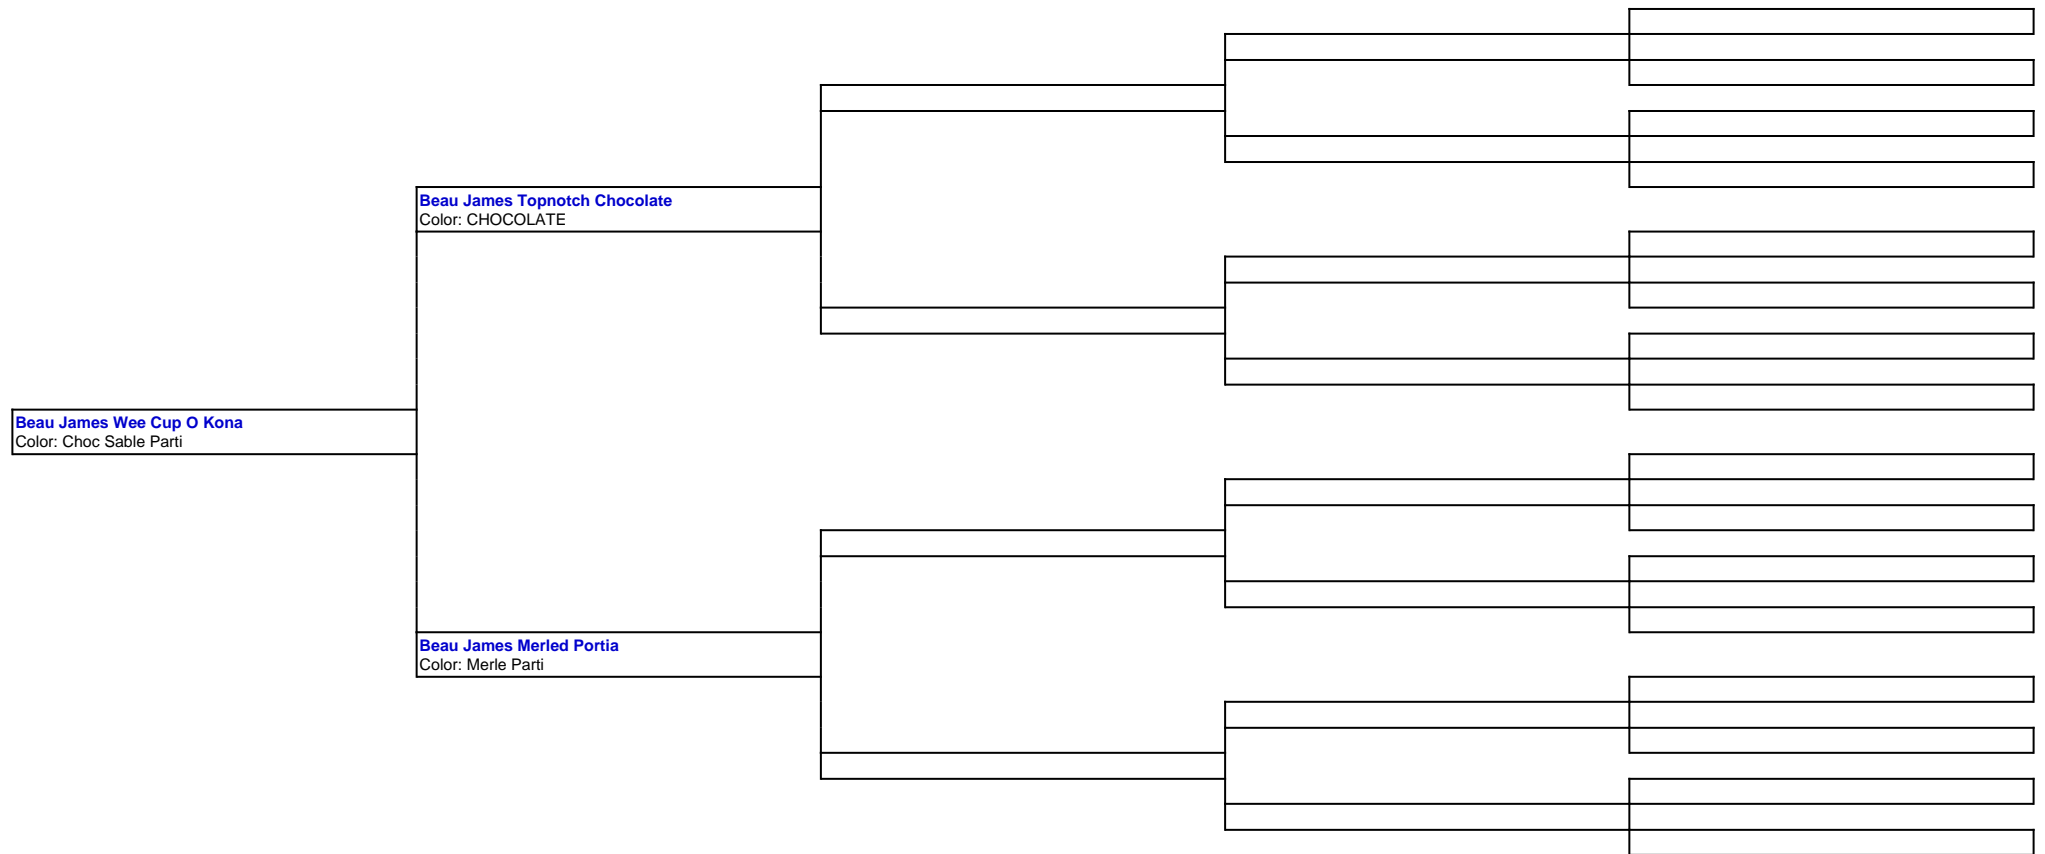 Beau James Topnotch Chocolate
Color: CHOCOLATE
Beau James Wee Cup O Kona
Color: Choc Sable Parti
Beau James Merled Portia
Color: Merle Parti